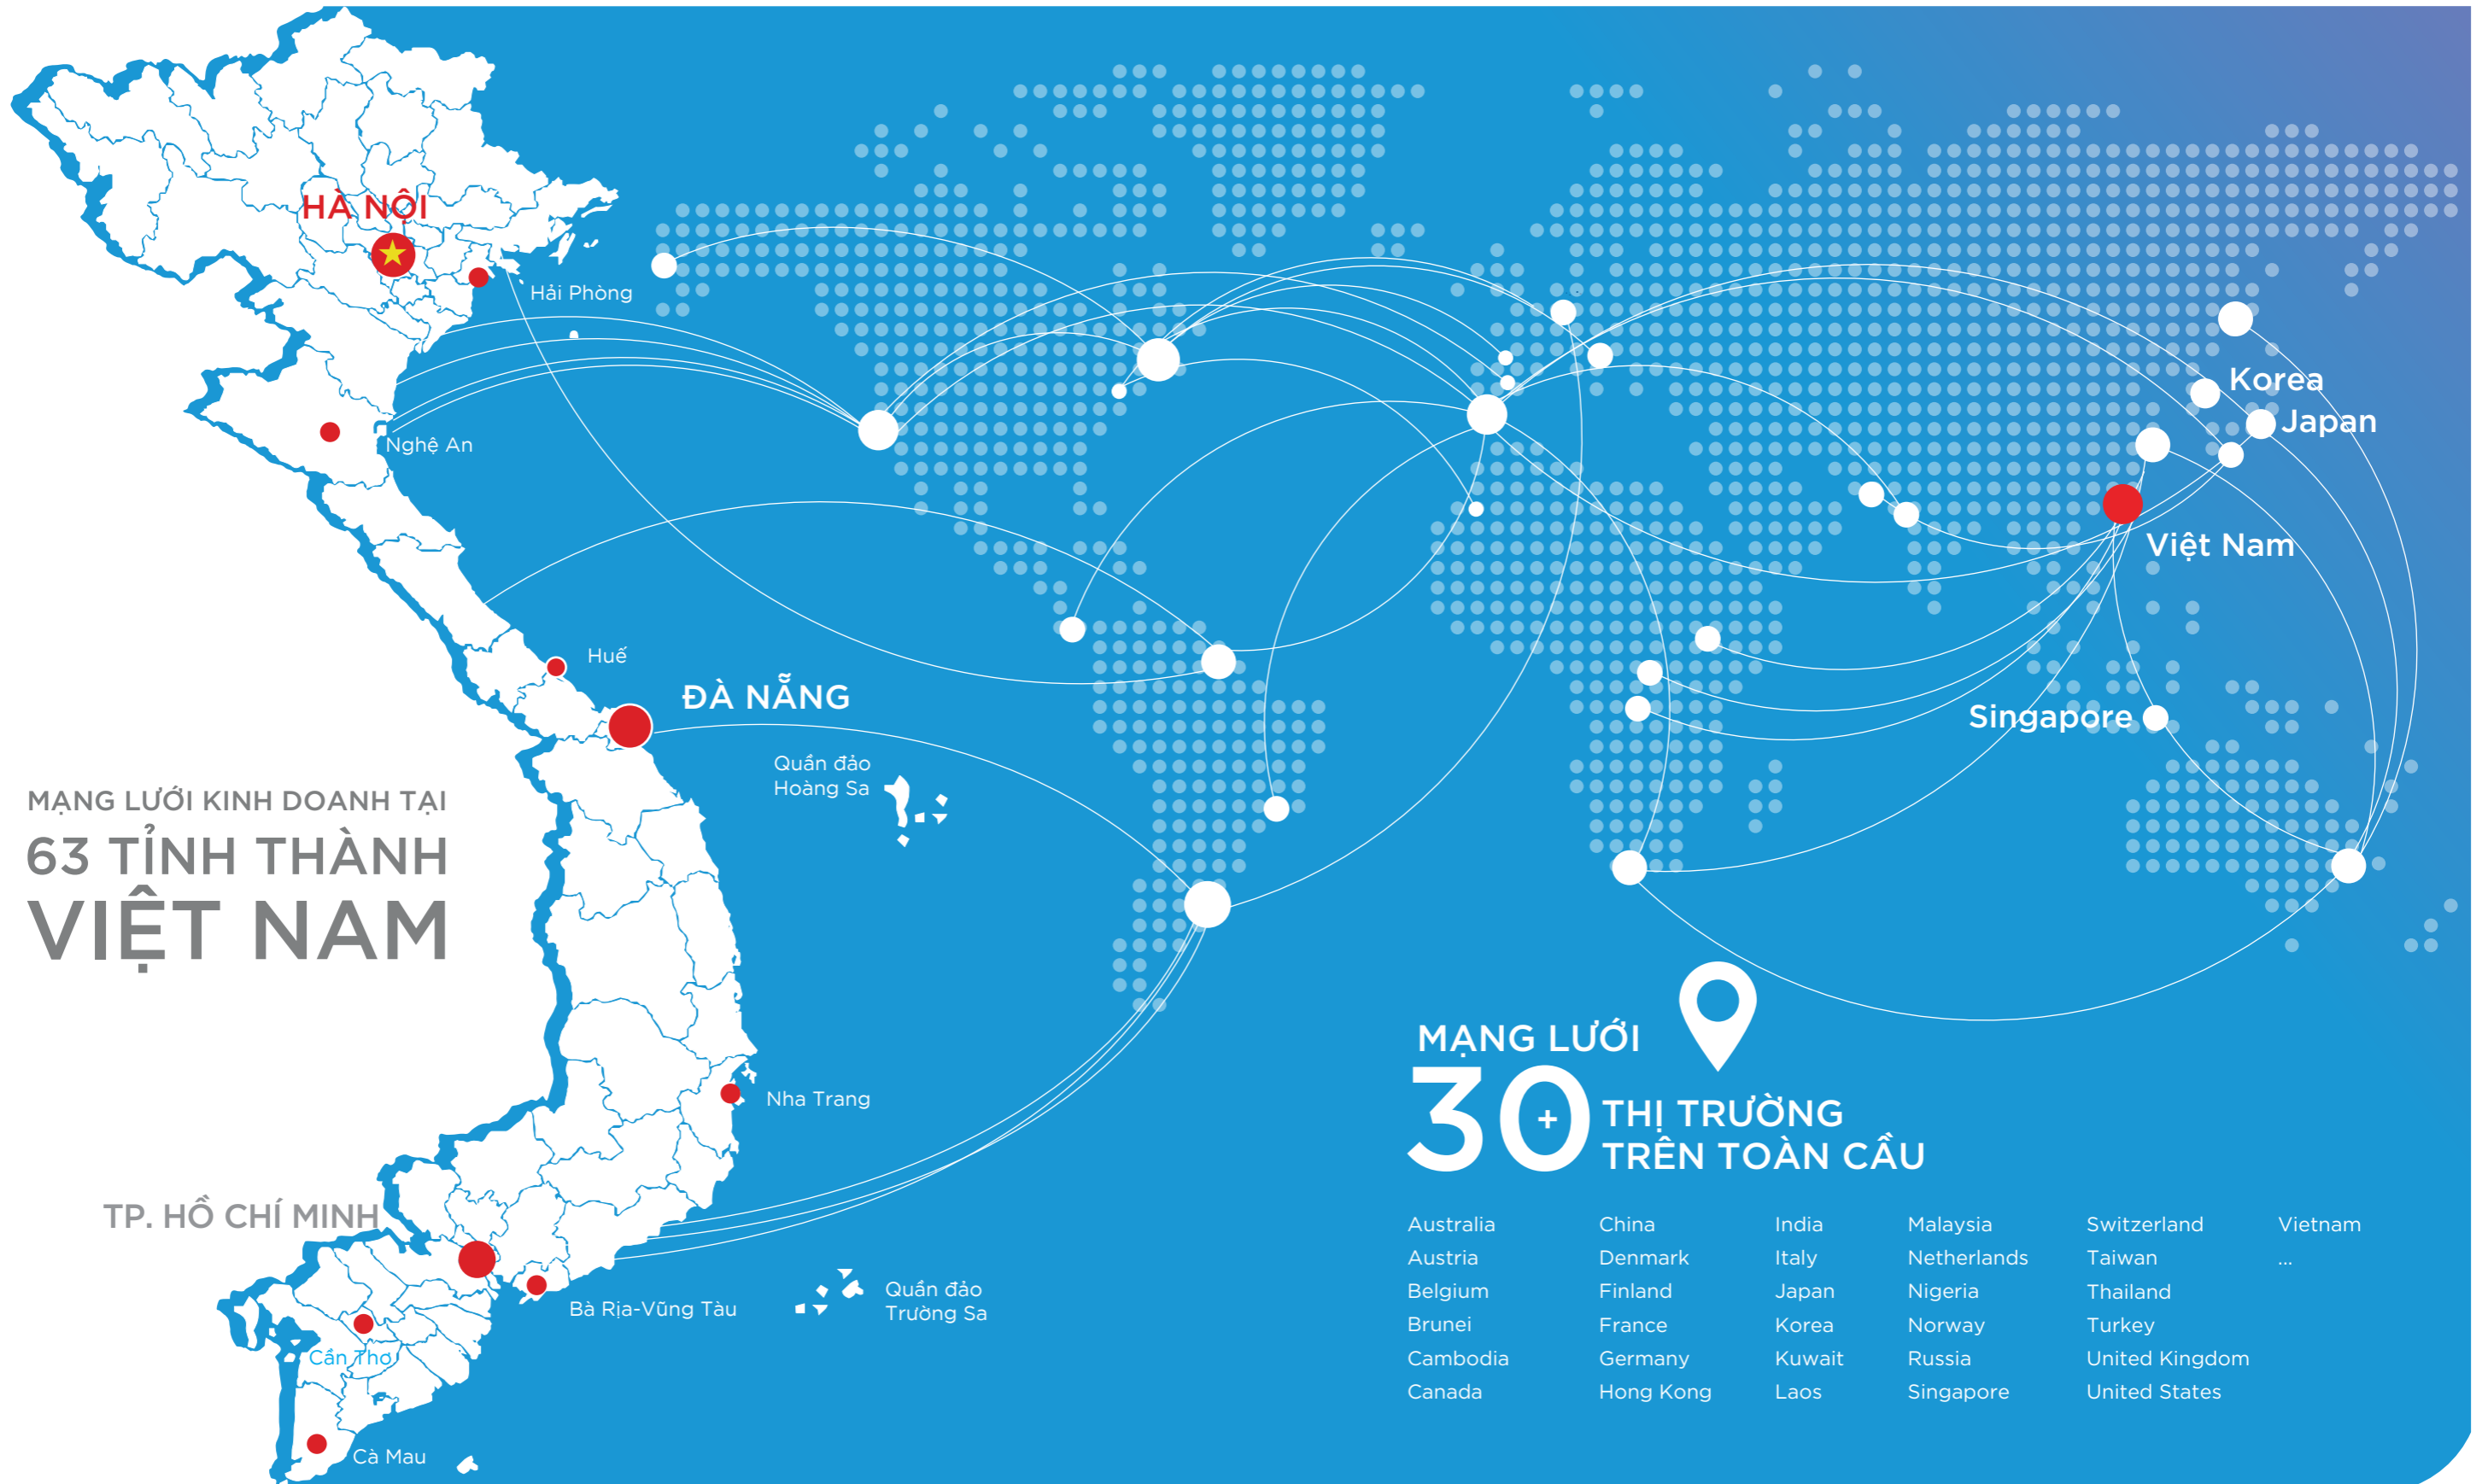 HÀ NỘI
Hải Phòng
Nghệ An
Huế
ĐÀ NẴNG
Quần đảo
Hoàng Sa
MẠNG LƯỚI KINH DOANH TẠI
63 TỈNH THÀNH
VIỆT NAM
Nha Trang
TP. HỒ CHÍ MINH
Bà Rịa-Vũng Tàu
Quần đảo
Trường Sa
Cần Thơ
Cà Mau
Korea
Japan
Việt Nam
Singapore
MẠNG LƯỚI
30+
THỊ TRƯỜNG
TRÊN TOÀN CẦU
Australia
Austria
Belgium
Brunei
Cambodia
Canada
China
Denmark
Finland
France
Germany
Hong Kong
India
Italy
Japan
Korea
Kuwait
Laos
Malaysia
Netherlands
Nigeria
Norway
Russia
Singapore
Switzerland
Taiwan
Thailand
Turkey
United Kingdom
United States
Vietnam
...